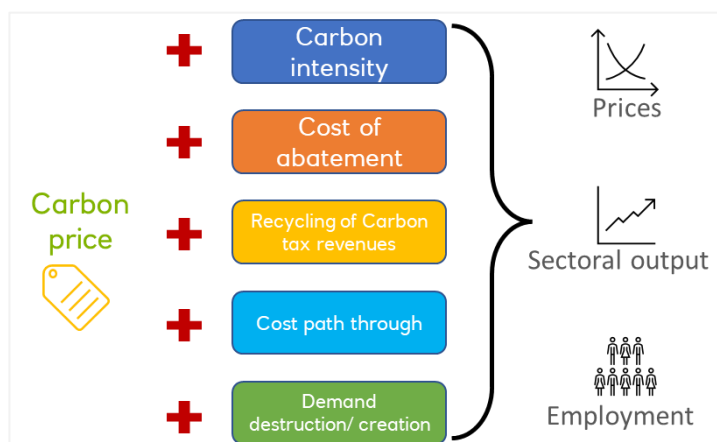 Carbon
price
Carbon
intensity
Cost of
abatement
Recycling of Carbon
tax revenues
Cost path through
Demand
destruction/ creation
Prices
Sectoral output
Employment